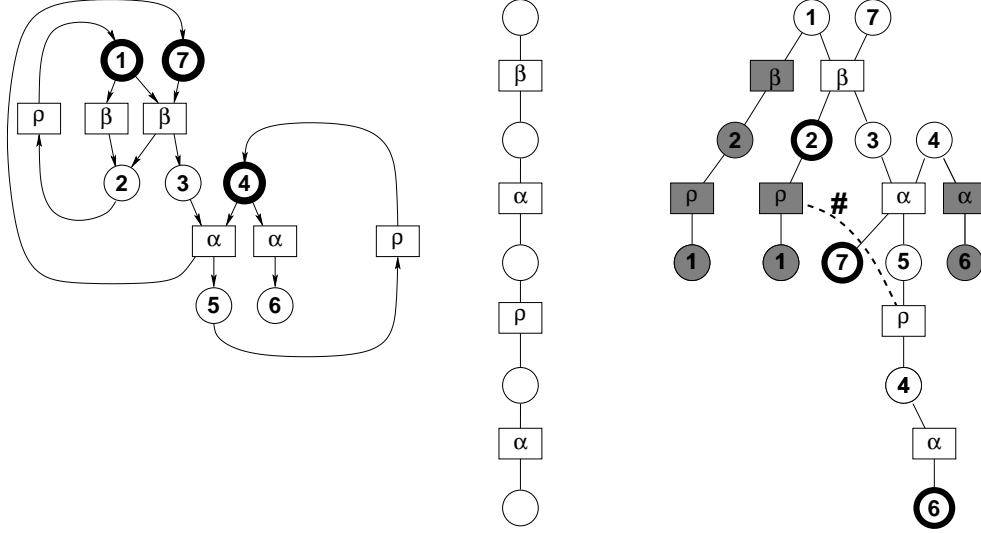 1 7
ρ β β
2 3 4
α α ρ
5 6
β
α
ρ
α
1 7
β β
2 2 3 4
ρ ρ # α α
1 1 7 5 6
ρ
4
α
6